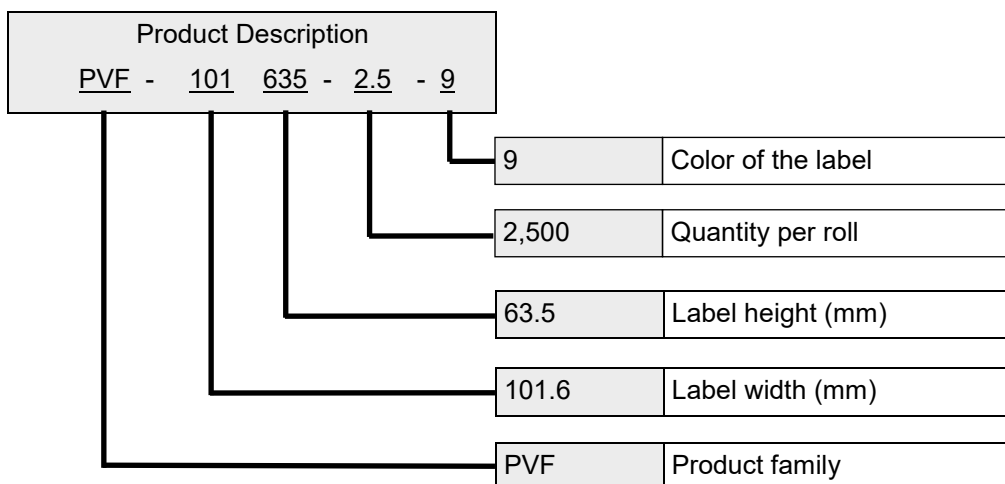 Product Description
PVF - 101 635 - 2.5 - 9
9 Color of the label
2,500 Quantity per roll
63.5 Label height (mm)
101.6 Label width (mm)
PVF Product family